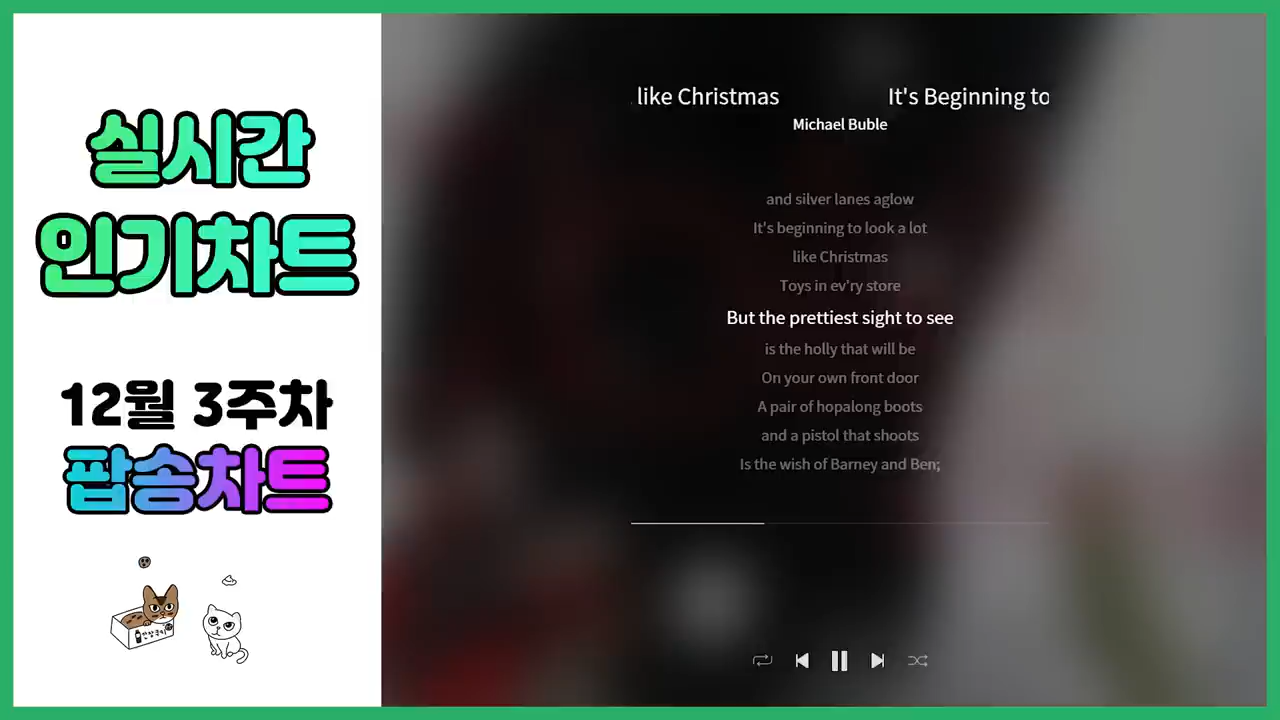 실시간
인기차트
12월 3주차
팝송차트
like Christmas It's Beginning to
Michael Buble
and silver lanes aglow
It's beginning to look a lot
like Christmas
Toys in ev'ry store
But the prettiest sight to see
is the holly that will be
On your own front door
A pair of hopalong boots
and a pistol that shoots
Is the wish of Barney and Ben;